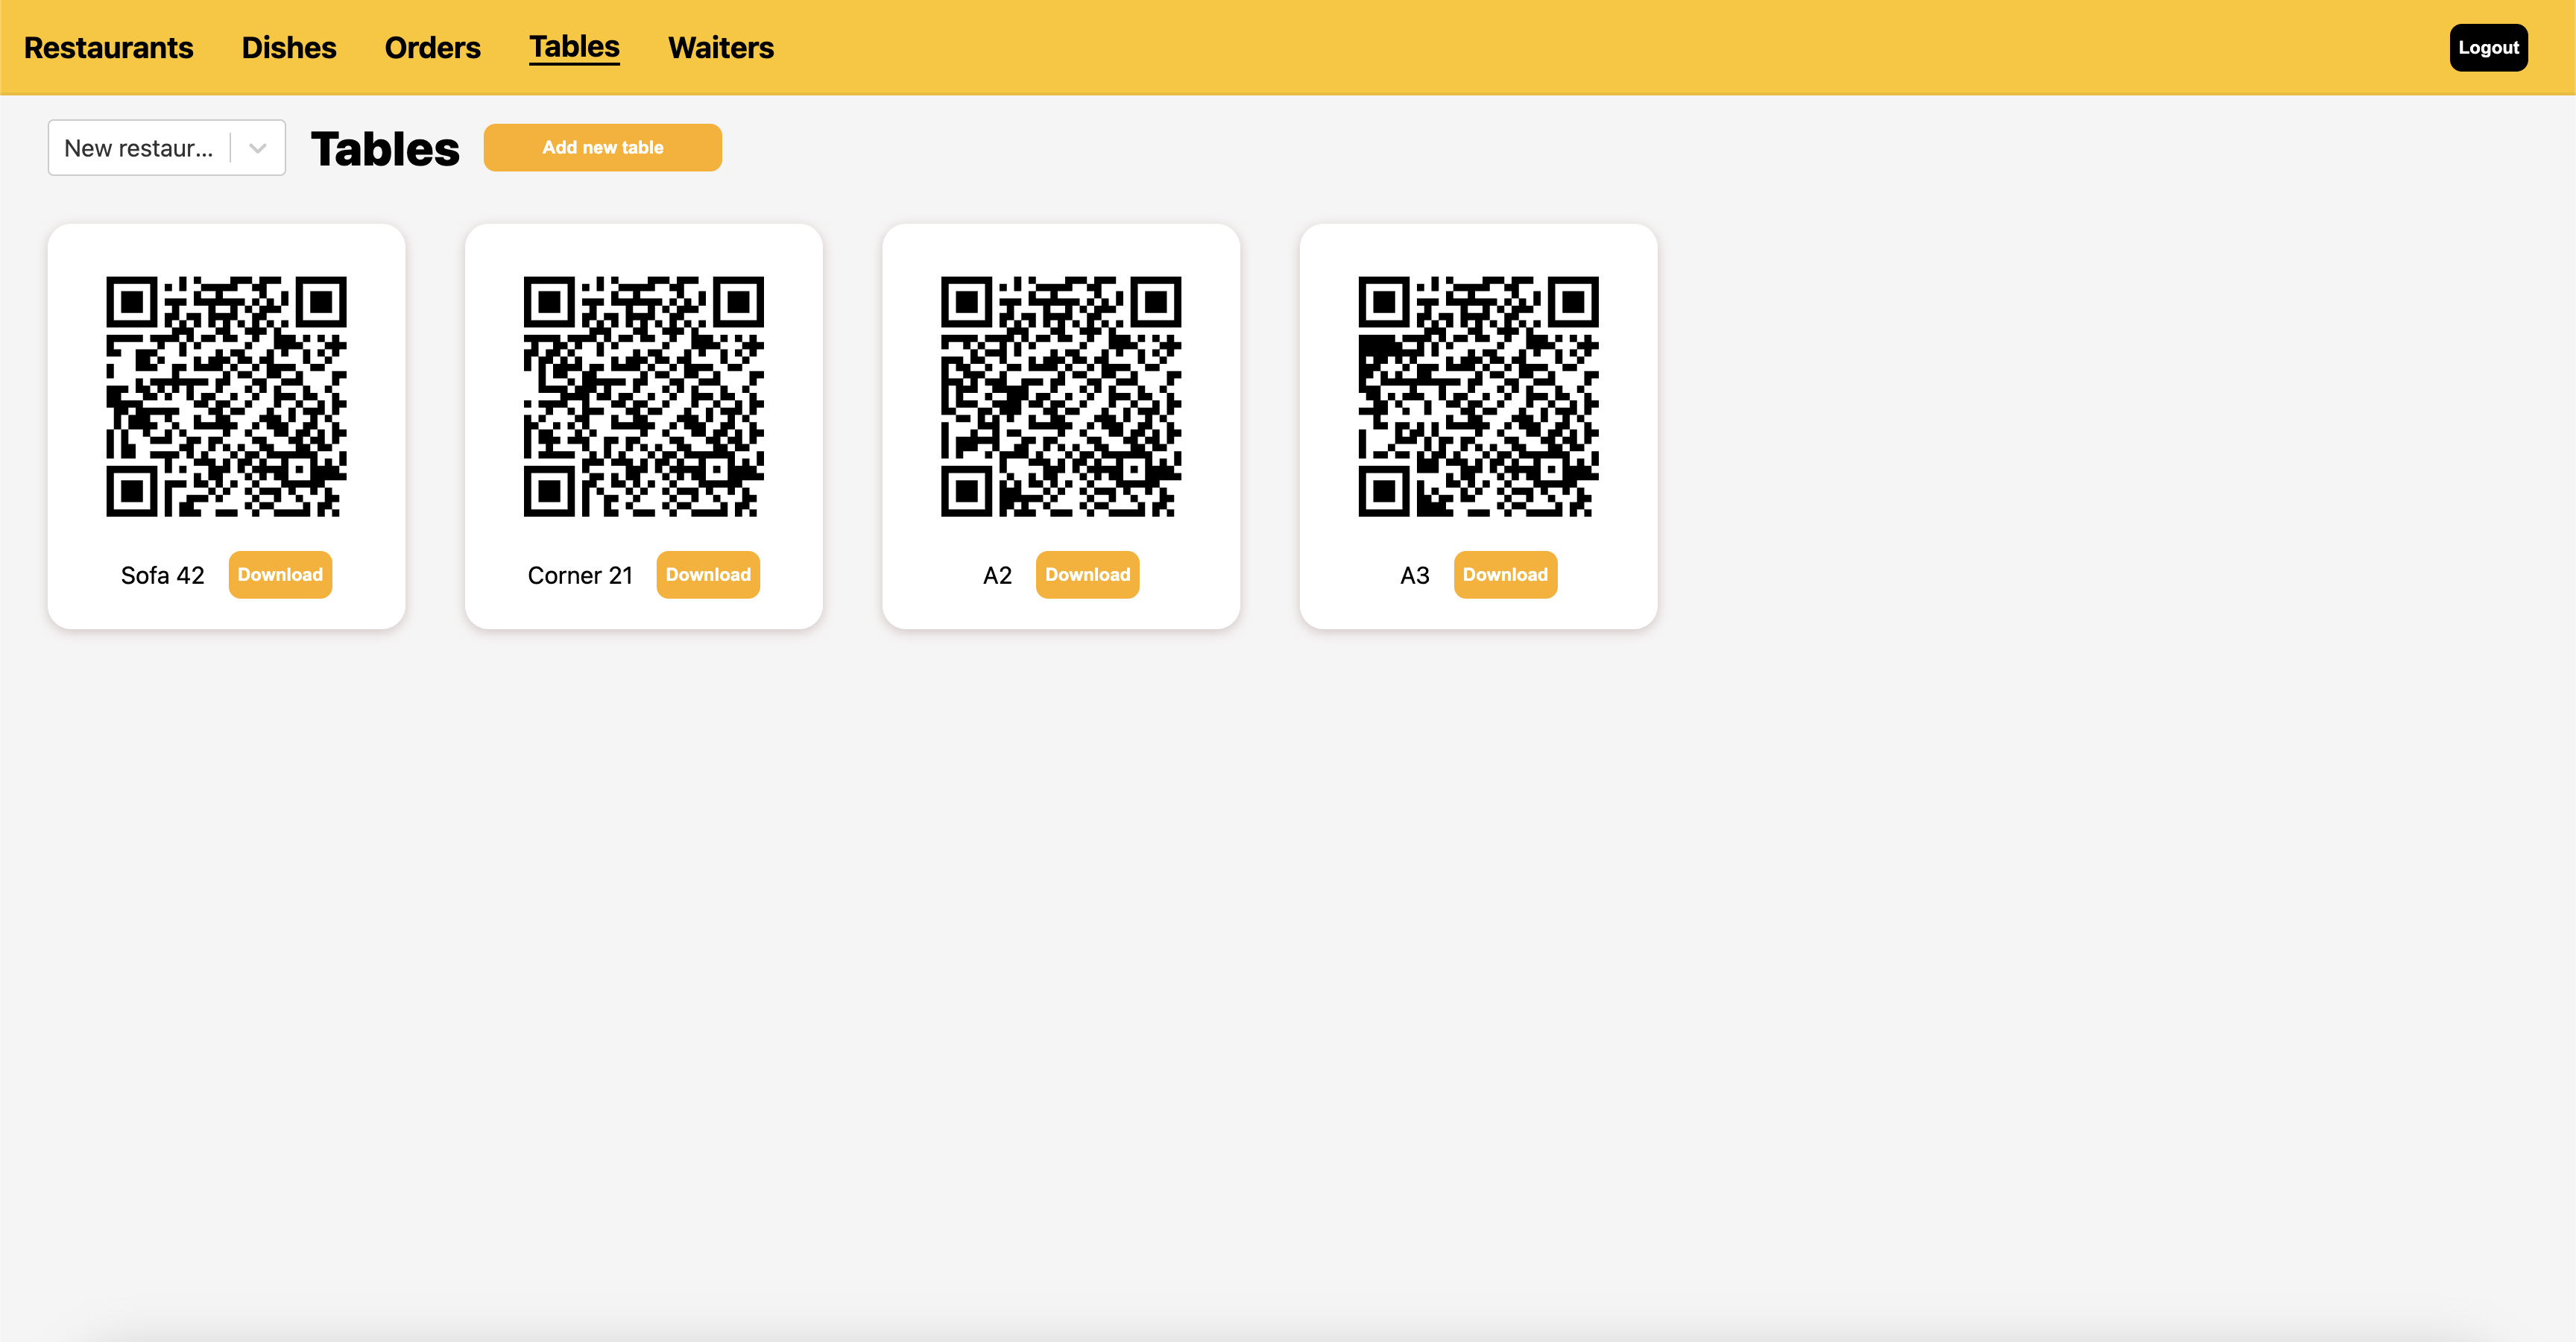 Restaurants Dishes Orders Tables Waiters Logout
New restaur... Tables Add new table
Sofa 42 Download Corner 21 Download A2 Download A3 Download